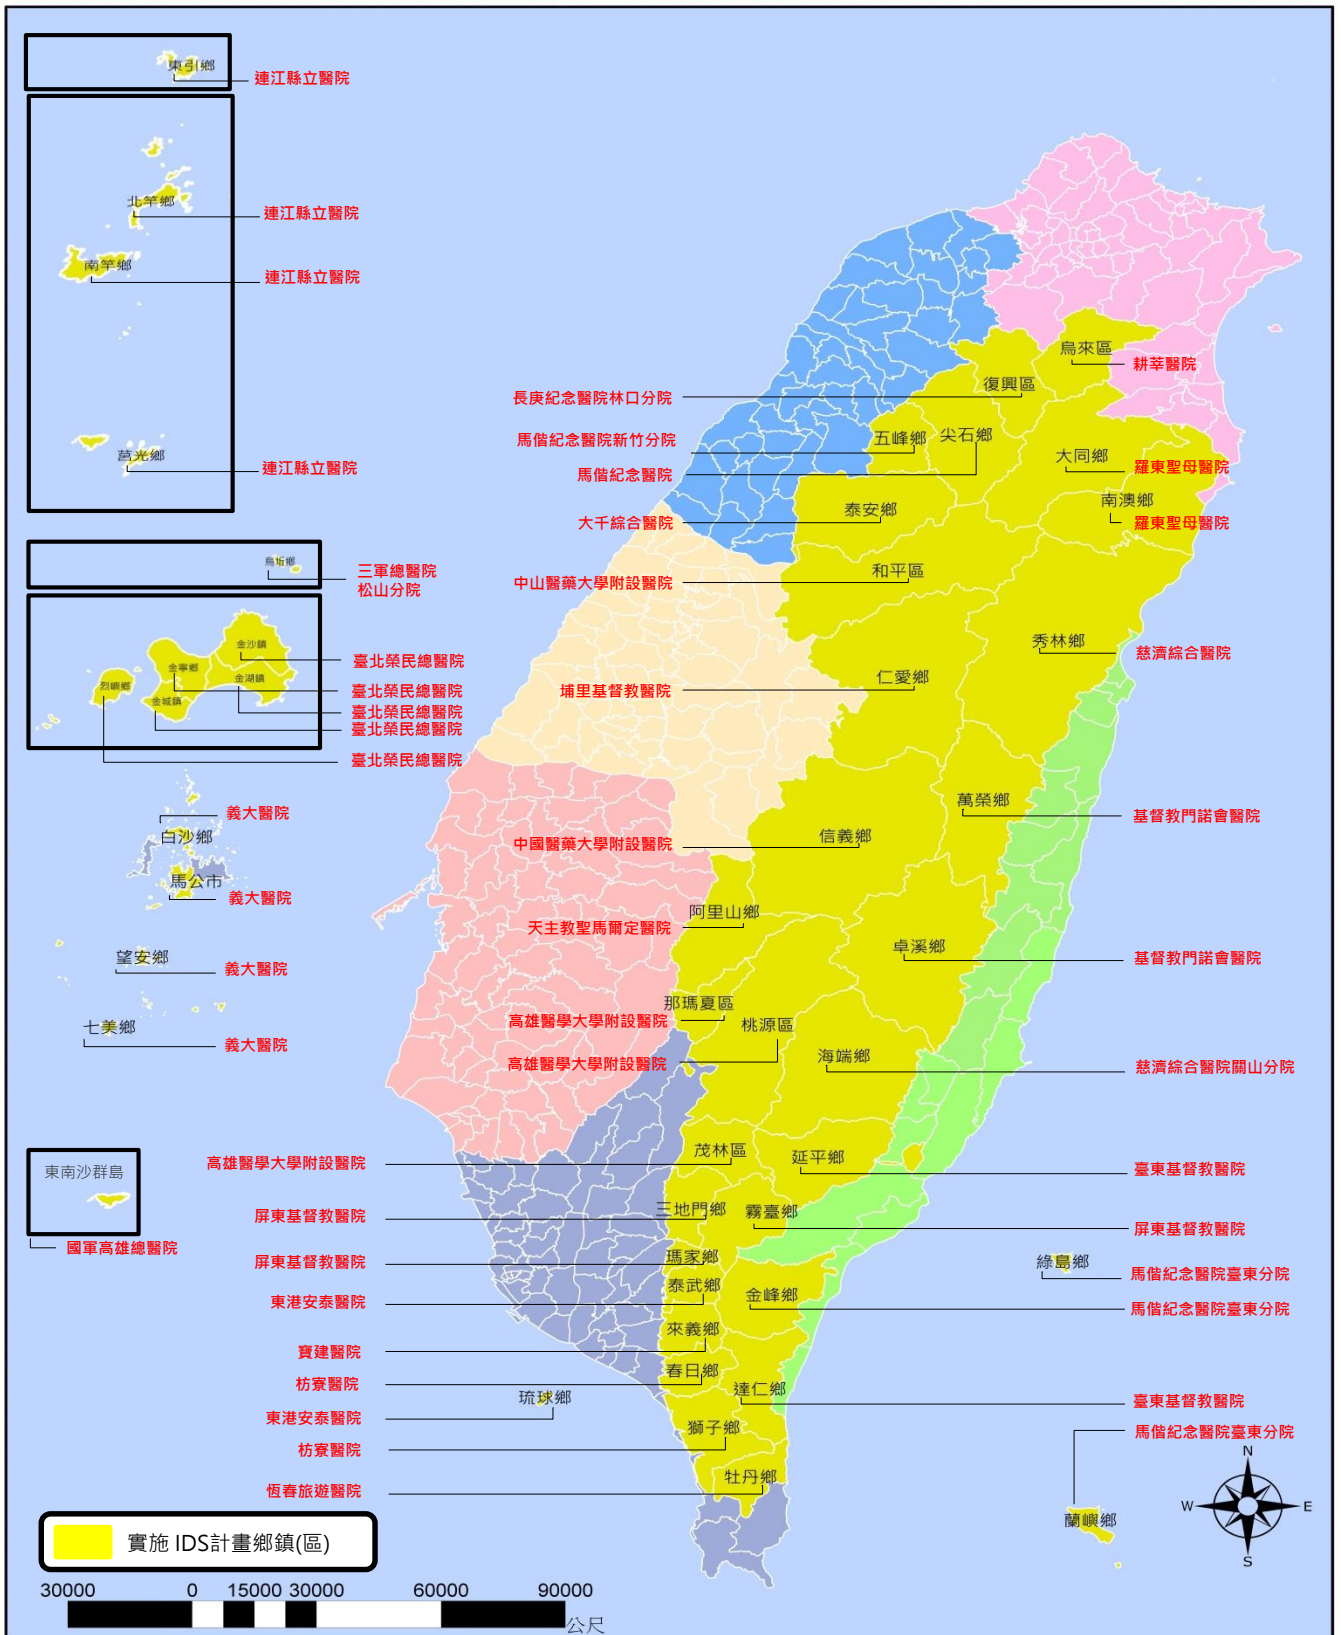 東引鄉
連江縣立醫院
北竿鄉
連江縣立醫院
南竿鄉
連江縣立醫院
莒光鄉
連江縣立醫院
烏坵鄉
三軍總醫院
松山分院
金沙鎮
臺北榮民總醫院
金寧鄉
臺北榮民總醫院
金湖鎮
臺北榮民總醫院
金城鎮
臺北榮民總醫院
烈嶼鄉
臺北榮民總醫院
義大醫院
白沙鄉
馬公市
義大醫院
望安鄉
義大醫院
七美鄉
義大醫院
東南沙群島
國軍高雄總醫院
烏來區
耕莘醫院
復興區
長庚紀念醫院林口分院
五峰鄉
馬偕紀念醫院新竹分院
尖石鄉
馬偕紀念醫院
大同鄉
羅東聖母醫院
南澳鄉
羅東聖母醫院
泰安鄉
大千綜合醫院
和平區
中山醫藥大學附設醫院
秀林鄉
慈濟綜合醫院
仁愛鄉
埔里基督教醫院
萬榮鄉
基督教門諾會醫院
信義鄉
中國醫藥大學附設醫院
阿里山鄉
天主教聖馬爾定醫院
卓溪鄉
基督教門諾會醫院
那瑪夏區
高雄醫學大學附設醫院
桃源區
高雄醫學大學附設醫院
海端鄉
慈濟綜合醫院關山分院
茂林區
高雄醫學大學附設醫院
延平鄉
臺東基督教醫院
三地門鄉
屏東基督教醫院
霧臺鄉
屏東基督教醫院
瑪家鄉
屏東基督教醫院
綠島鄉
馬偕紀念醫院臺東分院
泰武鄉
東港安泰醫院
金峰鄉
馬偕紀念醫院臺東分院
來義鄉
寶建醫院
春日鄉
枋寮醫院
達仁鄉
臺東基督教醫院
琉球鄉
東港安泰醫院
獅子鄉
枋寮醫院
馬偕紀念醫院臺東分院
蘭嶼鄉
牡丹鄉
恆春旅遊醫院
N
W
E
S
實施 IDS計畫鄉鎮(區)
30000 0 15000 30000 60000 90000
公尺